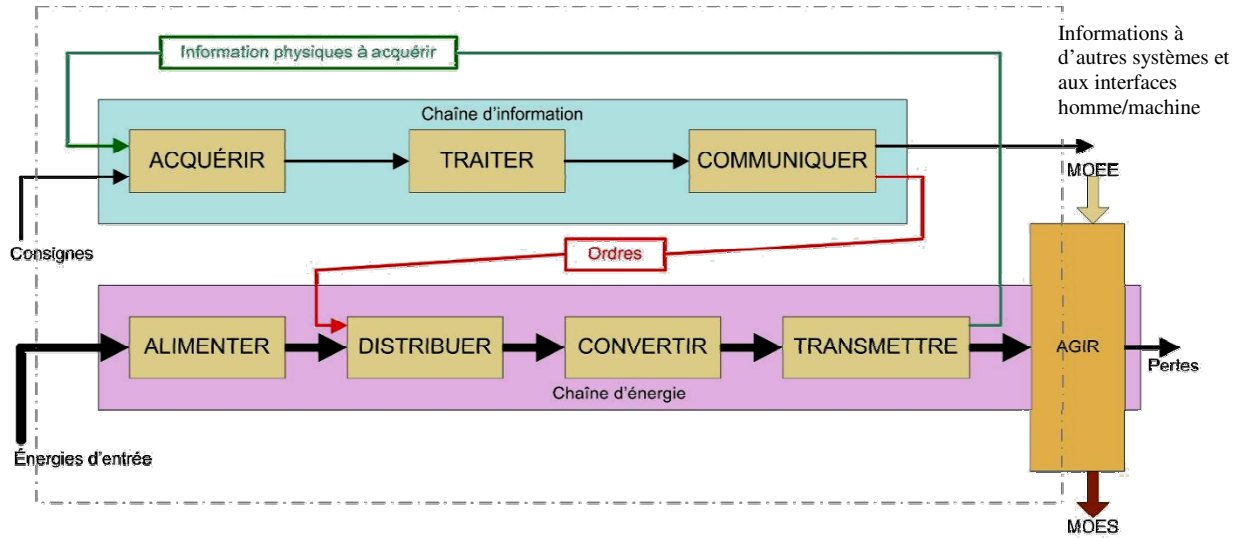 Informations à
d'autres systèmes et
aux interfaces
homme/machine
Information physiques à acquérir
Chaîne d'information
ACQUÉRIR
TRAITER
COMMUNIQUER
MOEE
Consignes
Ordres
ALIMENTER
DISTRIBUER
CONVERTIR
TRANSMETTRE
AGIR
Pertes
Chaîne d'énergie
Énergies d'entrée
MOES